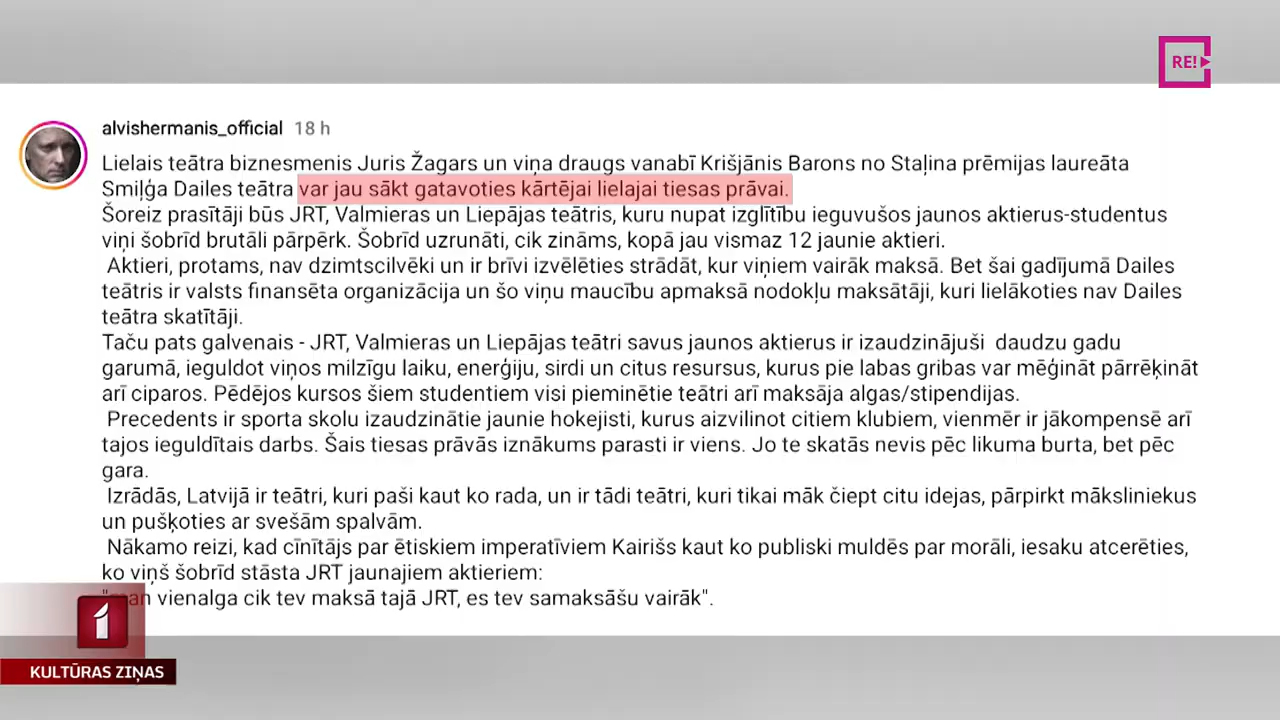 RE!
alvishermanis_official 18 h
Lielais teātra biznesmenis Juris Žagars un viņa draugs vanabī Krišjānis Barons no Staļina prēmijas laureāta
Smiļģa Dailes teātra var jau sākt gatavoties kārtējai lielajai tiesas prāvai.
Šoreiz prasītāji būs JRT, Valmieras un Liepājas teātris, kuru nupat izglītību ieguvušos jaunos aktierus-studentus
viņi šobrīd brutāli pārpērk. Šobrīd uzrunāti, cik zināms, kopā jau vismaz 12 jaunie aktieri.
Aktieri, protams, nav dzimtscilvēki un ir brīvi izvēlēties strādāt, kur viņiem vairāk maksā. Bet šai gadījumā Dailes
teātris ir valsts finansēta organizācija un šo viņu maucību apmaksā nodokļu maksātāji, kuri lielākoties nav Dailes
teātra skatītāji.
Taču pats galvenais - JRT, Valmieras un Liepājas teātri savus jaunos aktierus ir izaudzinājuši daudzu gadu
garumā, ieguldot viņos milzīgu laiku, enerģiju, sirdi un citus resursus, kurus pie labas gribas var mēģināt pārrēķināt
arī ciparos. Pēdējos kursos šiem studentiem visi pieminētie teātri arī maksāja algas/stipendijas.
Precedents ir sporta skolu izaudzinātie jaunie hokejisti, kurus aizvilinot citiem klubiem, vienmēr ir jākompensē arī
tajos ieguldītais darbs. Šais tiesas prāvās iznākums parasti ir viens. Jo te skatās nevis pēc likuma burta, bet pēc
gara.
Izrādās, Latvijā ir teātri, kuri paši kaut ko rada, un ir tādi teātri, kuri tikai māk čiept citu idejas, pārpirkt māksliniekus
un pušķoties ar svešām spalvām.
Nākamo reizi, kad cīnītājs par ētiskiem imperatīviem Kairišs kaut ko publiski muldēs par morāli, iesaku atcerēties,
ko viņš šobrīd stāsta JRT jaunajiem aktieriem:
"man vienalga cik tev maksā tajā JRT, es tev samaksāšu vairāk".
1
KULTŪRAS ZIŅAS